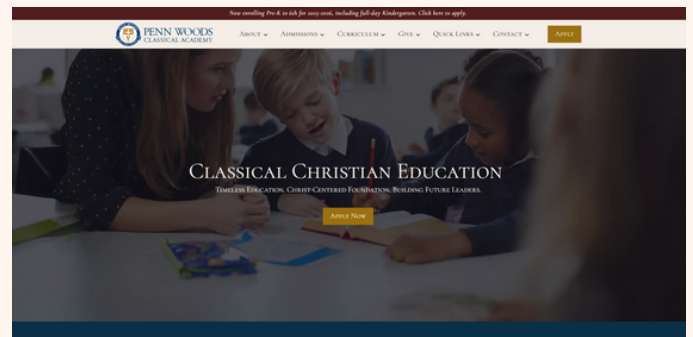 Now enrolling Pre-K to 6th for 2025-2026, including full-day Kindergarten. Click here to apply.
PENN WOODS
CLASSICAL ACADEMY
ABOUT
ADMISSIONS
CURRICULUM
GIVE
QUICK LINKS
CONTACT
APPLY
CLASSICAL CHRISTIAN EDUCATION
TIMELESS EDUCATION. CHRIST-CENTERED FOUNDATION. BUILDING FUTURE LEADERS.
APPLY NOW